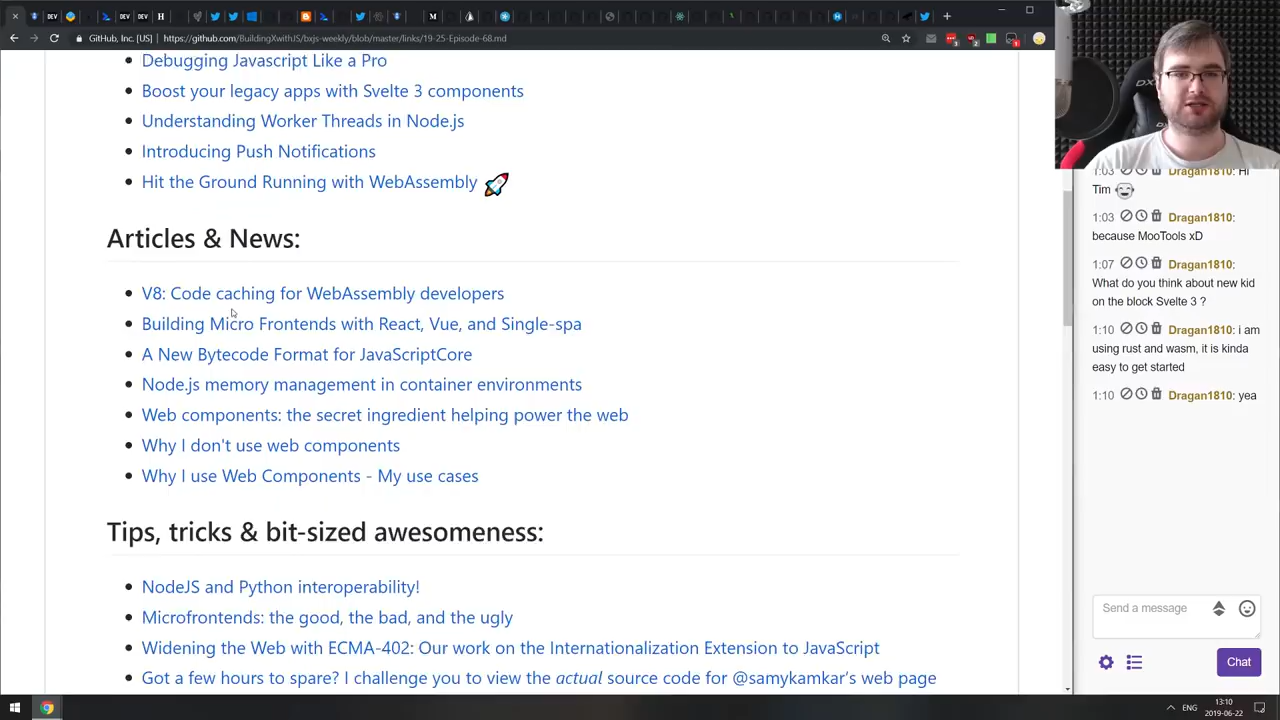 GitHub, Inc. [US] | https://github.com/BuildingXwithJS/bxjs-weekly/blob/master/links/19-25-Episode-68.md
Debugging Javascript Like a Pro
Boost your legacy apps with Svelte 3 components
Understanding Worker Threads in Node.js
Introducing Push Notifications
Hit the Ground Running with WebAssembly 🚀
Articles & News:
V8: Code caching for WebAssembly developers
Building Micro Frontends with React, Vue, and Single-spa
A New Bytecode Format for JavaScriptCore
Node.js memory management in container environments
Web components: the secret ingredient helping power the web
Why I don't use web components
Why I use Web Components - My use cases
Tips, tricks & bit-sized awesomeness:
NodeJS and Python interoperability!
Microfrontends: the good, the bad, and the ugly
Widening the Web with ECMA-402: Our work on the Internationalization Extension to JavaScript
Got a few hours to spare? I challenge you to view the actual source code for @samykamkar's web page
1:03 Dragan1810: Hi
Tim
1:03 Dragan1810:
because MooTools xD
1:07 Dragan1810:
What do you think about new kid
on the block Svelte 3 ?
1:10 Dragan1810: i am
using rust and wasm, it is kinda
easy to get started
1:10 Dragan1810: yea
Send a message
Chat
ENG
13:10
2019-06-22